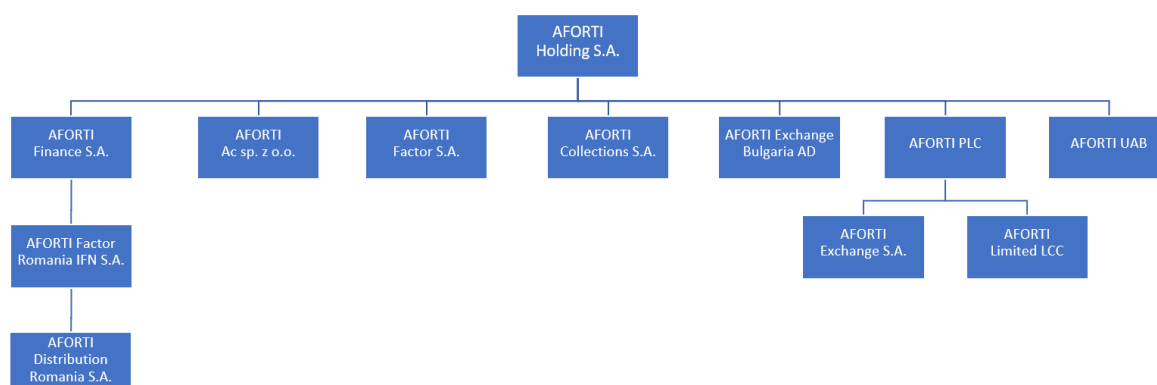 AFORTI
Holding S.A.
AFORTI
Finance S.A.
AFORTI
Ac sp. z o.o.
AFORTI
Factor S.A.
AFORTI
Collections S.A.
AFORTI Exchange
Bulgaria AD
AFORTI PLC
AFORTI UAB
AFORTI Factor
Romania IFN S.A.
AFORTI
Exchange S.A.
AFORTI
Limited LCC
AFORTI
Distribution
Romania S.A.